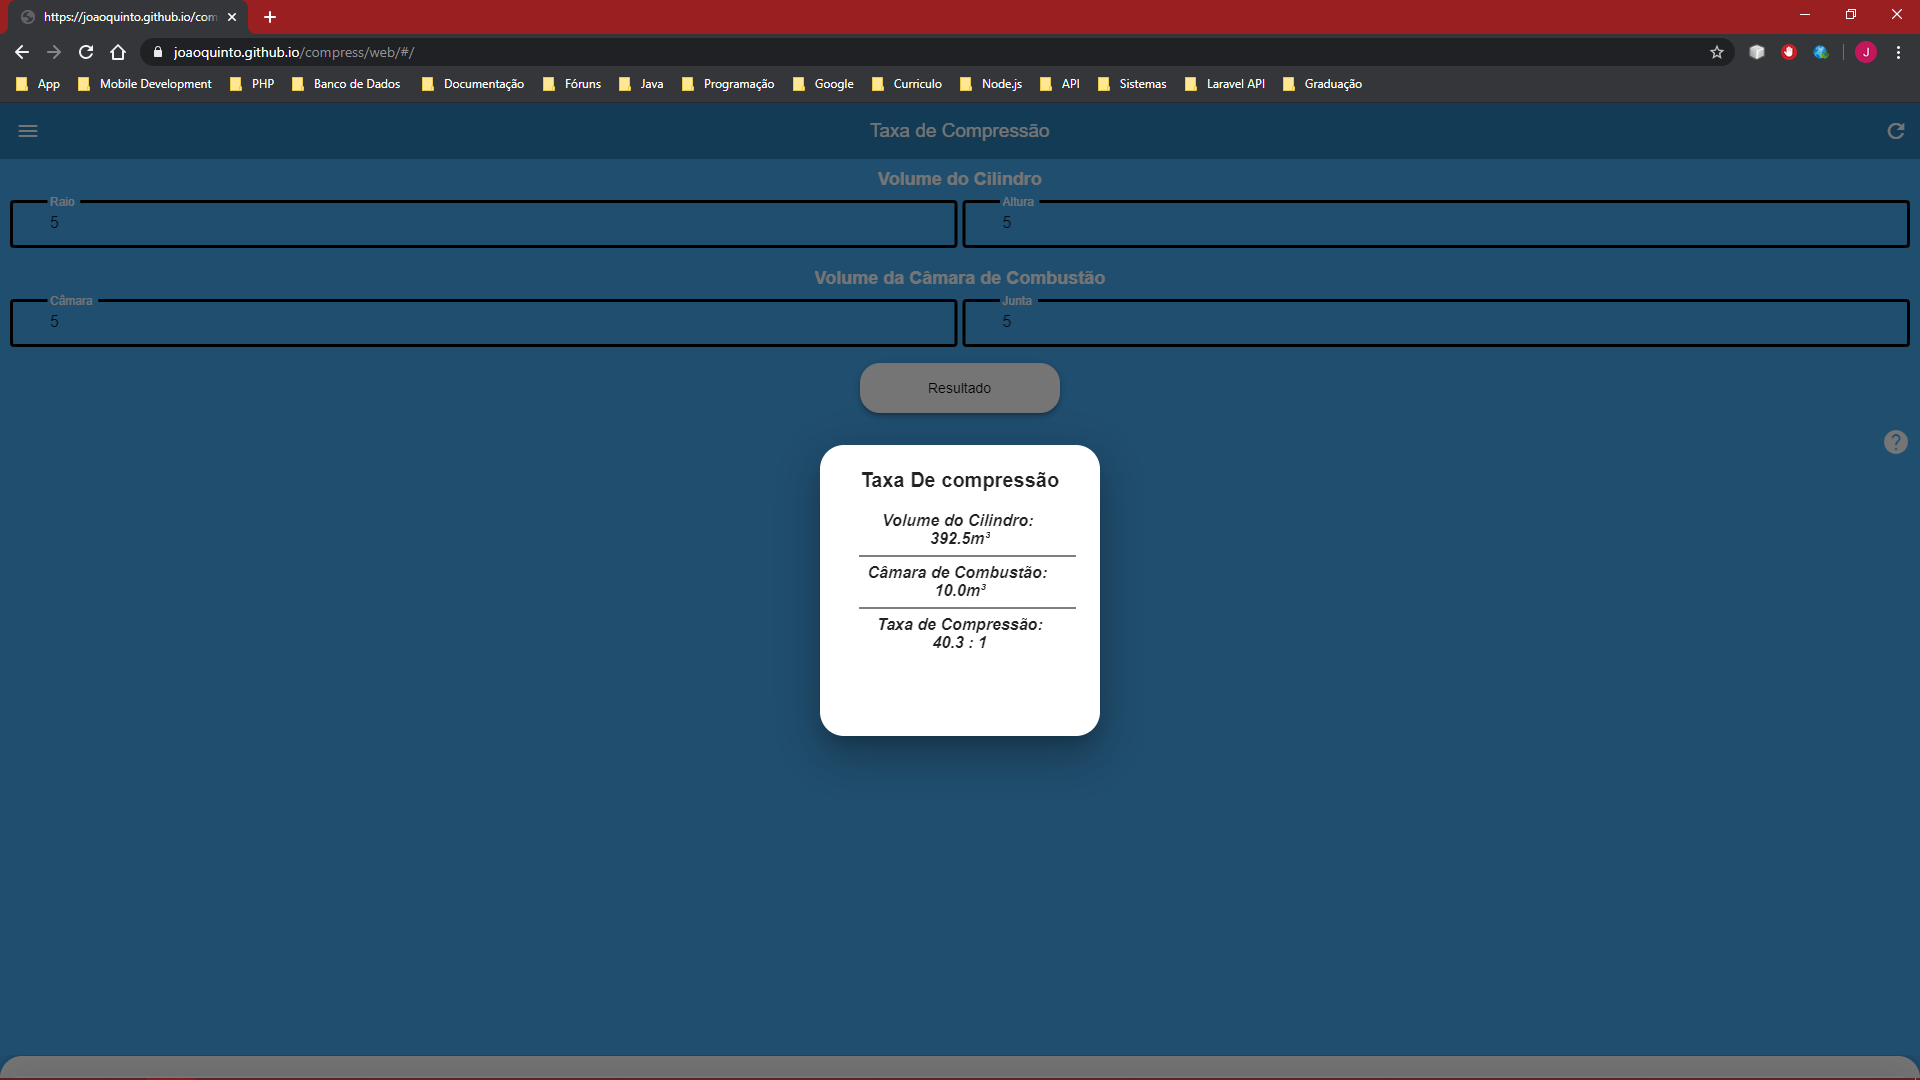 https://joaoquinto.github.io/com
joaoquinto.github.io/compress/web/#/
J
App Mobile Development PHP Banco de Dados Documentação Fóruns Java Programação Google Curriculo Node.js API Sistemas Laravel API Graduação
Taxa de Compressão
Volume do Cilindro
Raio Altura
5 5
Volume da Câmara de Combustão
Câmara Junta
5 5
Resultado
?
Taxa De compressão
Volume do Cilindro:
392.5m³
Câmara de Combustão:
10.0m³
Taxa de Compressão:
40.3 : 1